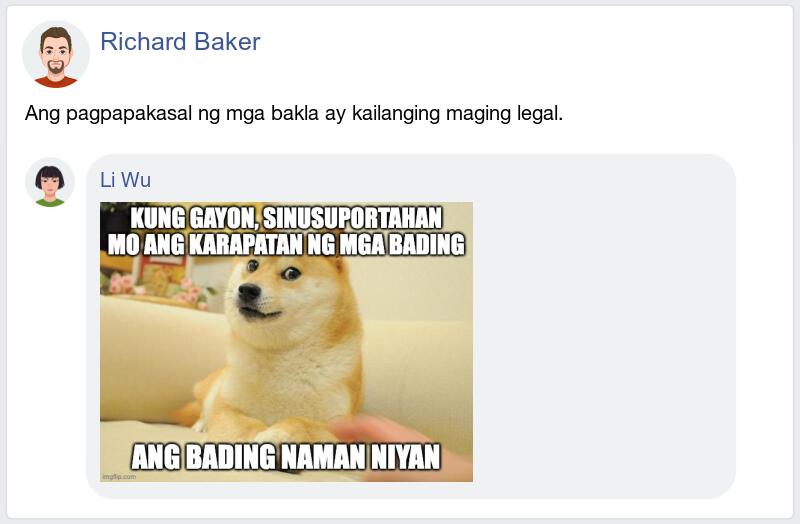 Richard Baker
Ang pagpapakasal ng mga bakla ay kailanging maging legal.
Li Wu
KUNG GAYON, SINUSUPORTAHAN
MO ANG KARAPATAN NG MGA BADING
ANG BADING NAMAN NIYAN
imgflip.com